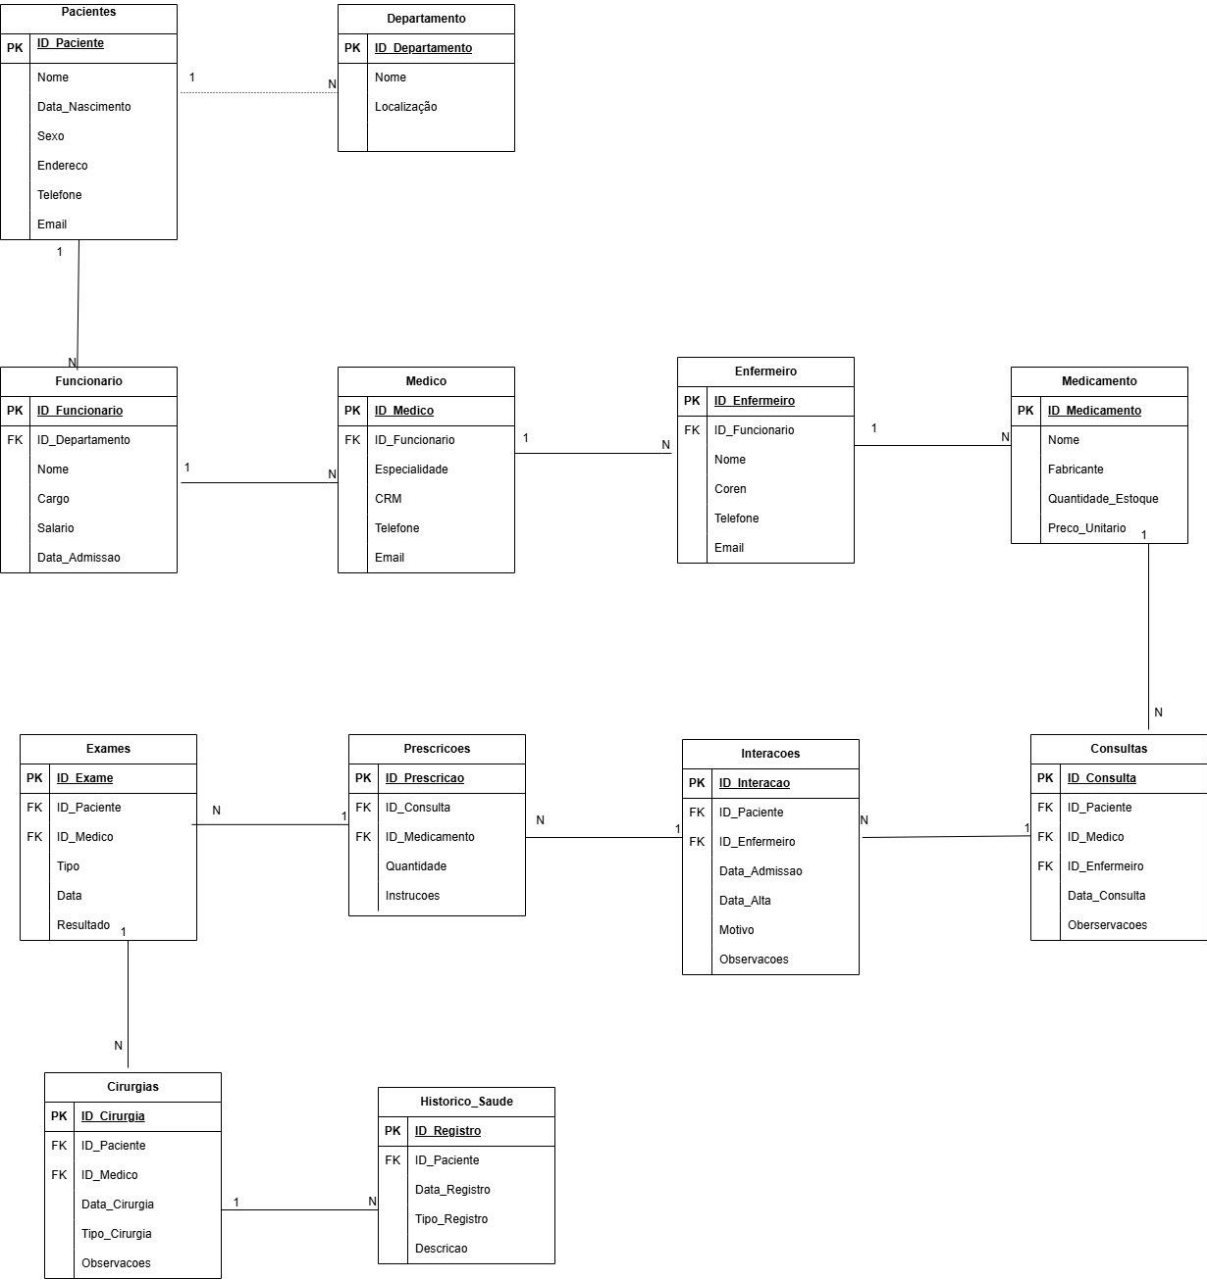 Pacientes
PK ID_Paciente
Nome
Data_Nascimento
Sexo
Endereco
Telefone
Email
1
N
Departamento
PK ID_Departamento
Nome
Localização
1
N
Funcionário
PK ID_Funcionario
FK ID_Departamento
Nome
Cargo
Salario
Data_Admissao
1
N
Medico
PK ID_Medico
FK ID_Funcionario
Especialidade
CRM
Telefone
Email
1
N
Enfermeiro
PK ID_Enfermeiro
FK ID_Funcionario
Nome
Coren
Telefone
Email
1
N
Medicamento
PK ID_Medicamento
Nome
Fabricante
Quantidade_Estoque
Preco_Unitario
1
N
Exames
PK ID_Exame
FK ID_Paciente
FK ID_Medico
Tipo
Data
Resultado
N
1
Prescricoes
PK ID_Prescricao
FK ID_Consulta
FK ID_Medicamento
Quantidade
Instrucoes
N
1
Interacoes
PK ID_Interacao
FK ID_Paciente
FK ID_Enfermeiro
Data_Admissao
Data_Alta
Motivo
Observacoes
N
1
Consultas
PK ID_Consulta
FK ID_Paciente
FK ID_Medico
FK ID_Enfermeiro
Data_Consulta
Oberservacoes
1
N
Cirurgias
PK ID_Cirurgia
FK ID_Paciente
FK ID_Medico
Data_Cirurgia
Tipo_Cirurgia
Observacoes
1
N
Historico_Saude
PK ID_Registro
FK ID_Paciente
Data_Registro
Tipo_Registro
Descricao